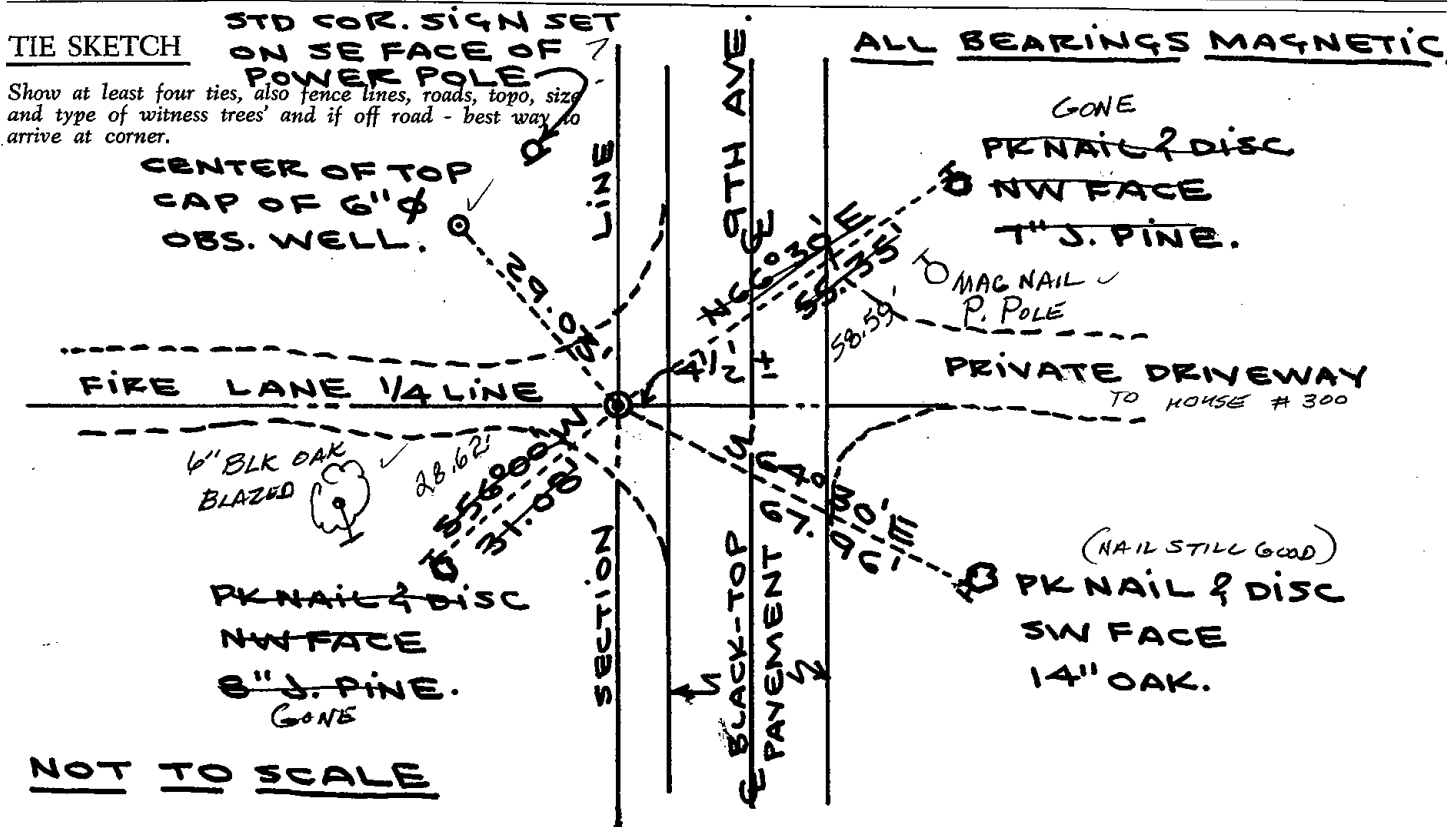 TIE SKETCH
Show at least four ties, also fence lines, roads, topo, size
and type of witness trees' and if off road - best way to
arrive at corner.
STD COR. SIGN SET
ON SE FACE OF
POWER POLE
ALL BEARINGS MAGNETIC
CENTER OF TOP
CAP OF 6"ϕ
OBS. WELL.
29.07'
LINE
9TH AVE.
GONE
PK NAIL & DISC
NW FACE
7" J. PINE.
N66°30'E
55.135
58.59'
MAG NAIL ✓
P. POLE
4½' ±
FIRE LANE 1/4 LINE
PRIVATE DRIVEWAY
TO HOUSE # 300
6" BLK OAK
BLAZED
28.62'
S56°00'W
31.08'
PK NAIL & DISC
NW FACE
8" J. PINE.
GONE
SECTION
℄ BLACK-TOP
PAVEMENT
S64°30'E
67.96'
(NAIL STILL GOOD)
PK NAIL & DISC
SW FACE
14" OAK.
NOT TO SCALE